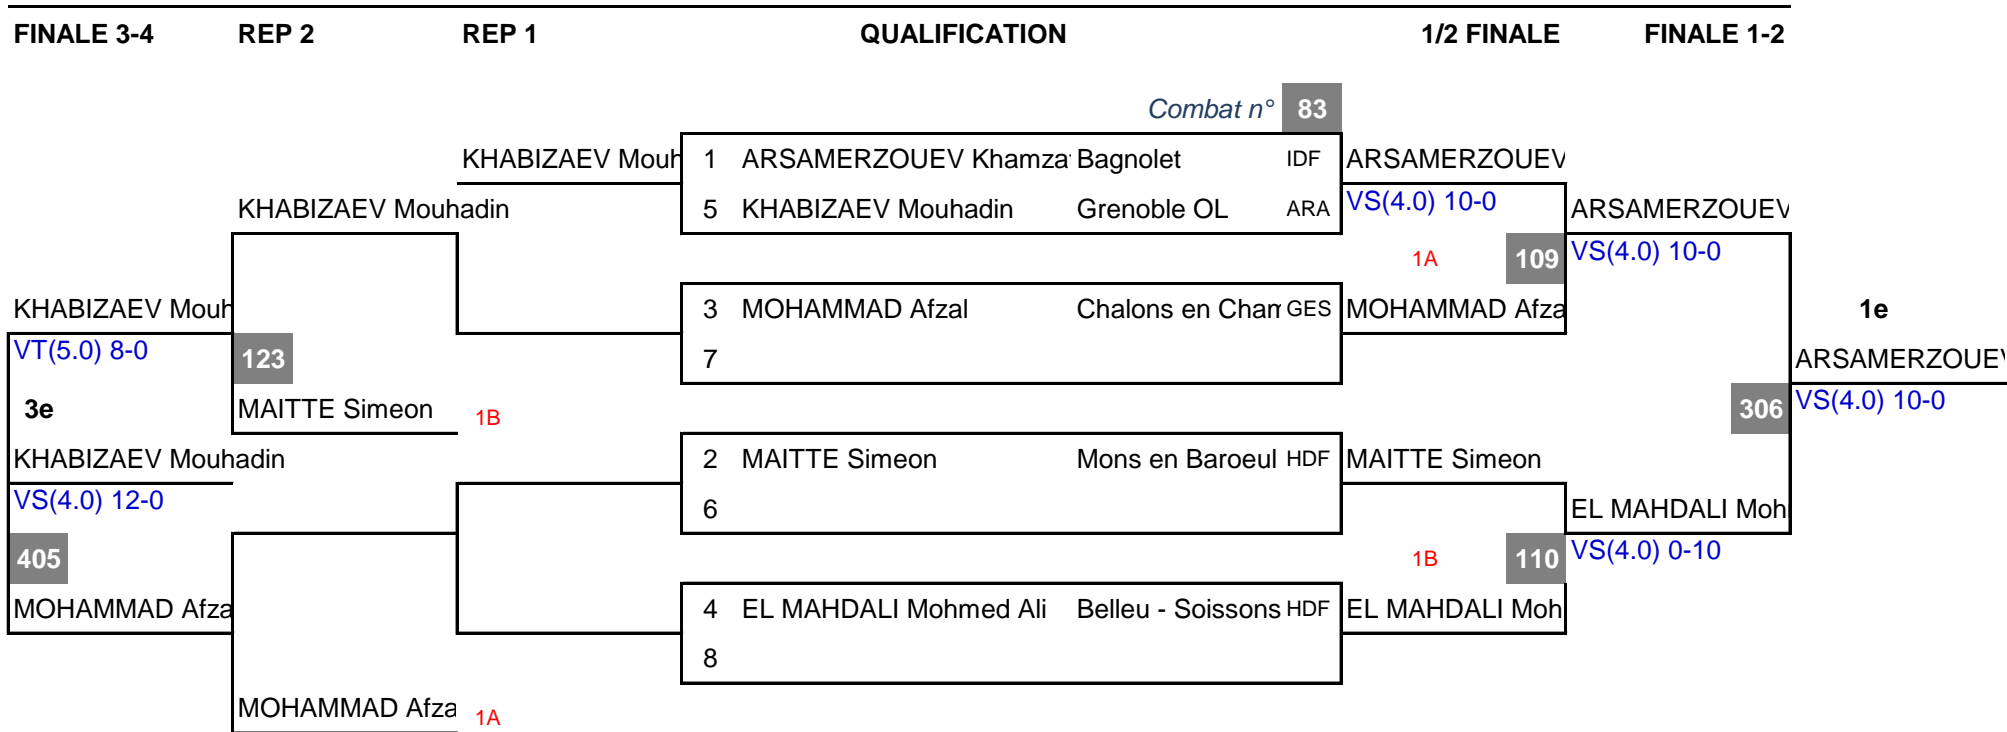 FINALE 3-4 REP 2 REP 1 QUALIFICATION 1/2 FINALE FINALE 1-2
Combat n° 83
KHABIZAEV Mouh 1 ARSAMERZOUEV Khamza Bagnolet IDF ARSAMERZOUEV
KHABIZAEV Mouhadin 5 KHABIZAEV Mouhadin Grenoble OL ARA VS(4.0) 10-0 ARSAMERZOUEV
1A 109 VS(4.0) 10-0
KHABIZAEV Mouh 3 MOHAMMAD Afzal Chalons en Cham GES MOHAMMAD Afza 1e
VT(5.0) 8-0 123 7 ARSAMERZOUEV
3e MAITTE Simeon 1B 306 VS(4.0) 10-0
KHABIZAEV Mouhadin 2 MAITTE Simeon Mons en Baroeul HDF MAITTE Simeon
VS(4.0) 12-0 6 EL MAHDALI Moh
405 1B 110 VS(4.0) 0-10
MOHAMMAD Afza 4 EL MAHDALI Mohmed Ali Belleu - Soissons HDF EL MAHDALI Moh
8
MOHAMMAD Afza 1A